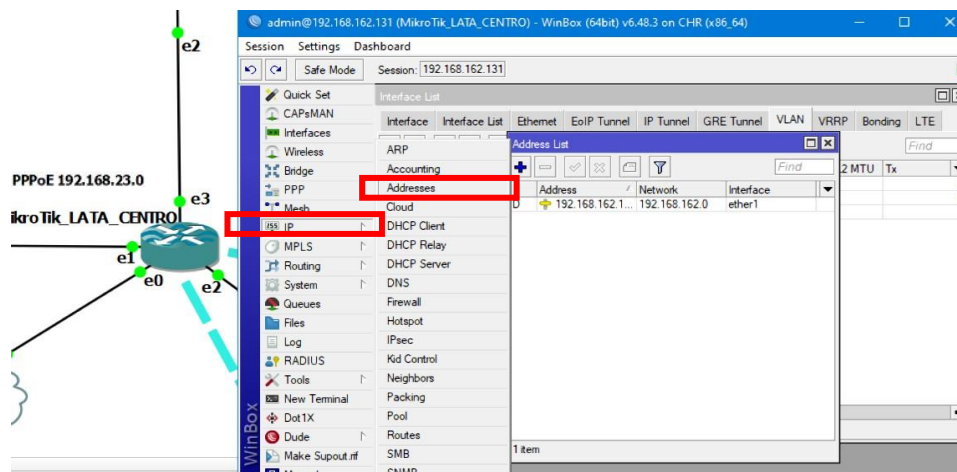 e2
PPPoE 192.168.23.0
e3
ikroTik_LATA_CENTRO
e1
e0
e2
admin@192.168.162.131 (MikroTik_LATA_CENTRO) - WinBox (64bit) v6.48.3 on CHR (x86_64)
Session Settings Dashboard
Safe Mode Session: 192.168.162.131
Quick Set
CAPsMAN
Interfaces
Wireless
Bridge
PPP
Mesh
IP
MPLS
Routing
System
Queues
Files
Log
RADIUS
Tools
New Terminal
Dot1X
Dude
Make Supout.rif
WinBox
ARP
Accounting
Addresses
Cloud
DHCP Client
DHCP Relay
DHCP Server
DNS
Firewall
Hotspot
IPsec
Kid Control
Neighbors
Packing
Pool
Routes
SMB
SNMP
Interface List
Interface Interface List Ethernet EoIP Tunnel IP Tunnel GRE Tunnel VLAN VRRP Bonding LTE
Find
.2 MTU Tx
Address List
Find
Address Network Interface
D 192.168.162.1... 192.168.162.0 ether1
1 item